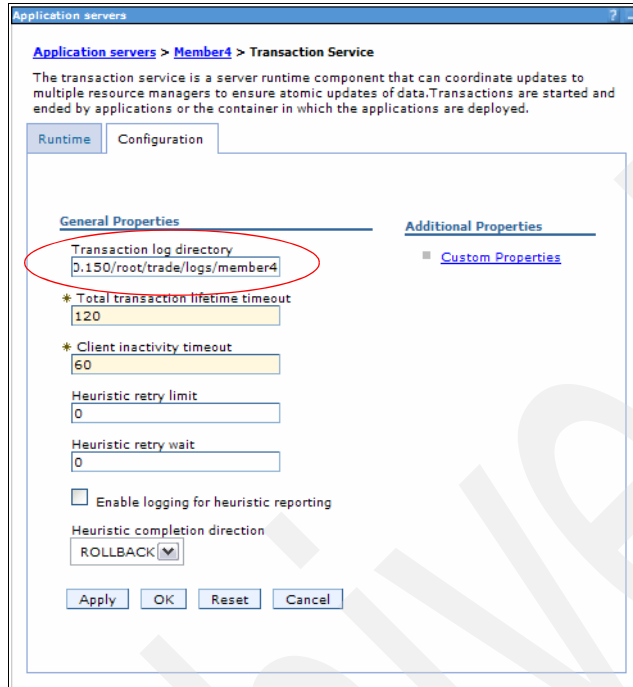 Application servers ? –
Application servers > Member4 > Transaction Service
The transaction service is a server runtime component that can coordinate updates to
multiple resource managers to ensure atomic updates of data.Transactions are started and
ended by applications or the container in which the applications are deployed.
Runtime Configuration
General Properties
Additional Properties
Transaction log directory
0.150/root/trade/logs/member4
Custom Properties
* Total transaction lifetime timeout
120
* Client inactivity timeout
60
Heuristic retry limit
0
Heuristic retry wait
0
Enable logging for heuristic reporting
Heuristic completion direction
ROLLBACK
Apply OK Reset Cancel